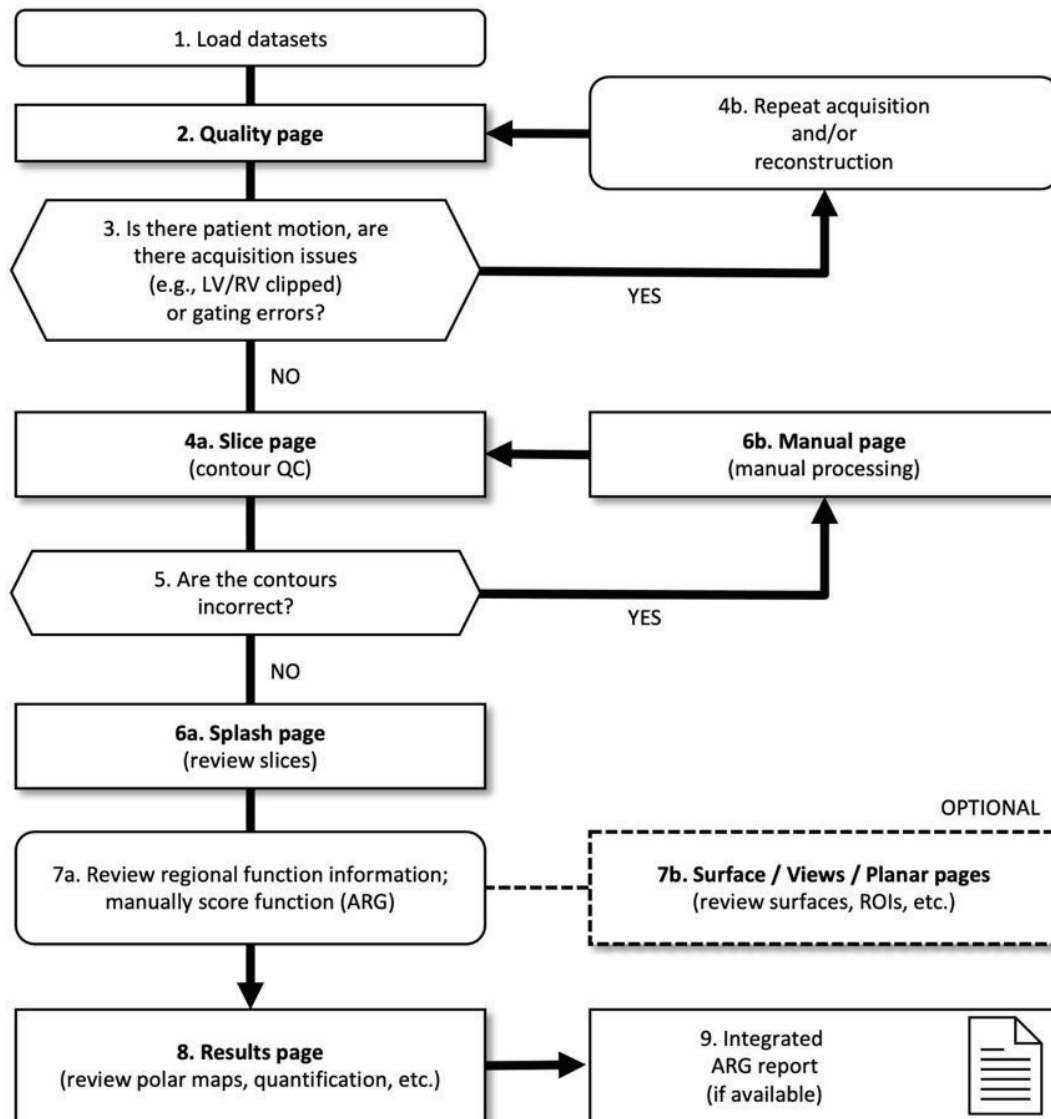 1. Load datasets
2. Quality page
4b. Repeat acquisition
and/or
reconstruction
3. Is there patient motion, are
there acquisition issues
(e.g., LV/RV clipped)
or gating errors?
YES
NO
4a. Slice page
(contour QC)
6b. Manual page
(manual processing)
5. Are the contours
incorrect?
YES
NO
6a. Splash page
(review slices)
OPTIONAL
7a. Review regional function information;
manually score function (ARG)
7b. Surface / Views / Planar pages
(review surfaces, ROIs, etc.)
8. Results page
(review polar maps, quantification, etc.)
9. Integrated
ARG report
(if available)